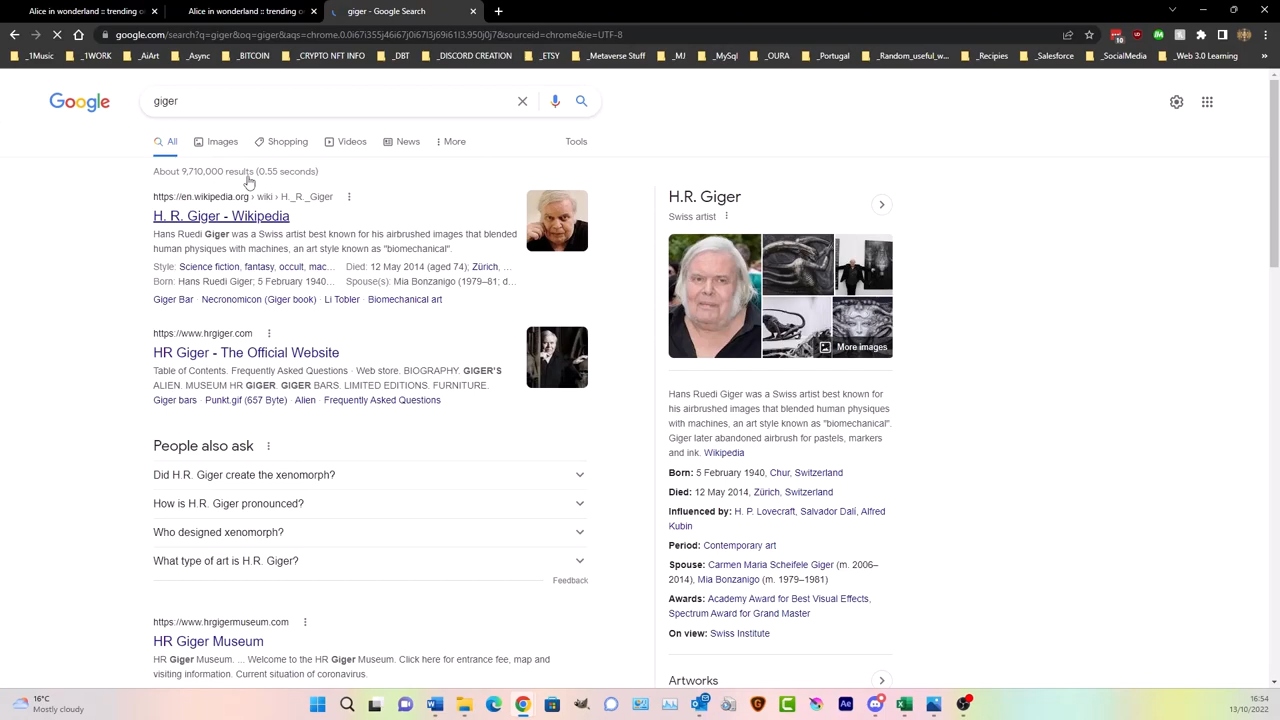 Alice in wonderland: th
Alice in wonderland - G
giger - Google Search
google.com/search?q=giger&oq=giger&aqs=chrome.0.0i67i355j46i67j0i67l3j69i61l3.950j0j7&sourceid=chrome&ie=UTF-8
_1Music
_1WORK
_AiArt
_Async
_CRYPTO NFT
_DBT
_DISCORDING
_ETSY
_Metaverse Stuff
_MJ
_MySql
_OURA
_Pottery
_Random_useful_w...
_Recipes
_Salesforce
_SocialMedia
_Web 3.0 Learning
Google
giger
All
Images
Shopping
Videos
News
More
Tools
About 9,710,000 results (0.55 seconds)
https://en.wikipedia.org › wiki › H._R._Giger
H. R. Giger - Wikipedia
Hans Ruedi Giger was a Swiss artist best known for his airbrushed images that blended
human physiques with machines, an art style known as "biomechanical".
Style: Science fiction, fantasy, occult, mac... Died: 12 May 2014 (aged 74); Zürich, ...
Born: Hans Ruedi Giger; 5 February 1940... Spouse(s): Mia Bonzanigo (1979–81; d...
Giger Bar · Necronomicon (Giger book) · Li Tobler · Biomechanical art
https://www.hrgiger.com
HR Giger - The Official Website
Table of Contents. Frequently Asked Questions · Web store. BIOGRAPHY. GIGER'S
ALIEN. MUSEUM HR GIGER. GIGER BARS. LIMITED EDITIONS. FURNITURE.
Giger bars · Punkt.gif (657 Byte) · Alien · Frequently Asked Questions
People also ask
Did H.R. Giger create the xenomorph?
How is H.R. Giger pronounced?
Who designed xenomorph?
What type of art is H.R. Giger?
Feedback
https://www.hrgigermuseum.com
HR Giger Museum
HR Giger Museum. ... Welcome to the HR Giger Museum. Click here for entrance fee, map and
visiting information. Current situation of coronavirus.
H.R. Giger
Swiss artist
More images
Hans Ruedi Giger was a Swiss artist best known for
his airbrushed images that blended human physiques
with machines, an art style known as "biomechanical".
Giger later abandoned airbrush for pastels, markers
and ink. Wikipedia
Born: 5 February 1940, Chur, Switzerland
Died: 12 May 2014, Zürich, Switzerland
Influenced by: H. P. Lovecraft, Salvador Dalí, Alfred
Kubin
Period: Contemporary art
Spouse: Carmen Maria Scheifele Giger (m. 2006–
2014), Mia Bonzanigo (m. 1979–1981)
Awards: Academy Award for Best Visual Effects,
Spectrum Award for Grand Master
On view: Swiss Institute
Artworks
16°C
Mostly cloudy
16:54
13/10/2022